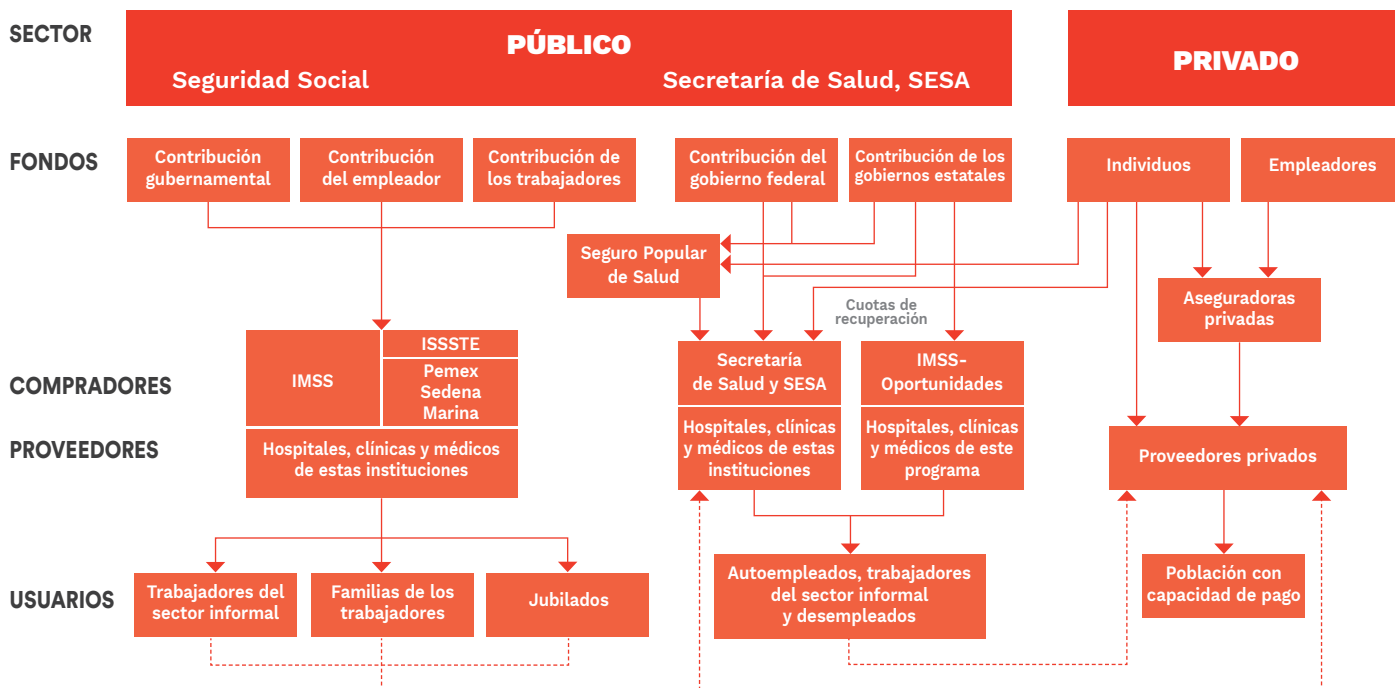 SECTOR
PÚBLICO
Seguridad Social
Secretaría de Salud, SESA
PRIVADO
FONDOS
Contribución
gubernamental
Contribución
del empleador
Contribución de
los trabajadores
Contribución del
gobierno federal
Contribución de los
gobiernos estatales
Individuos
Empleadores
Seguro Popular
de Salud
Cuotas de
recuperación
Aseguradoras
privadas
COMPRADORES
IMSS
ISSSTE
Pemex
Sedena
Marina
Secretaría
de Salud y SESA
IMSS-
Oportunidades
PROVEEDORES
Hospitales, clínicas y médicos
de estas instituciones
Hospitales, clínicas
y médicos de estas
instituciones
Hospitales, clínicas
y médicos de este
programa
Proveedores privados
USUARIOS
Trabajadores del
sector informal
Familias de los
trabajadores
Jubilados
Autoempleados, trabajadores
del sector informal
y desempleados
Población con
capacidad de pago